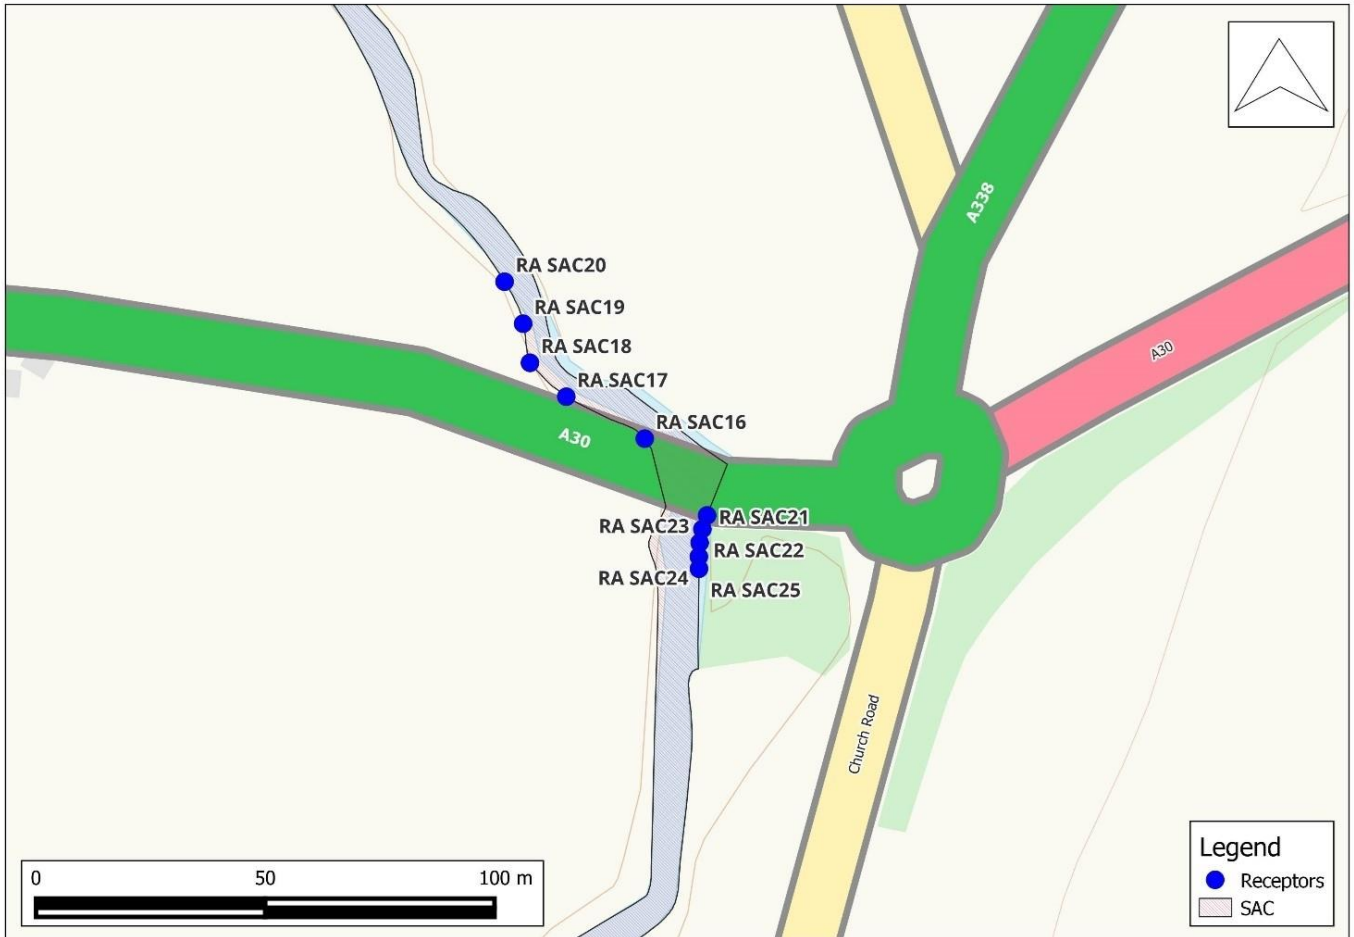 A338
RA SAC20
RA SAC19
RA SAC18
A30
RA SAC17
RA SAC16
A30
RA SAC21
RA SAC23
RA SAC22
RA SAC24
RA SAC25
Church Road
Legend
Receptors
SAC
0 50 100 m